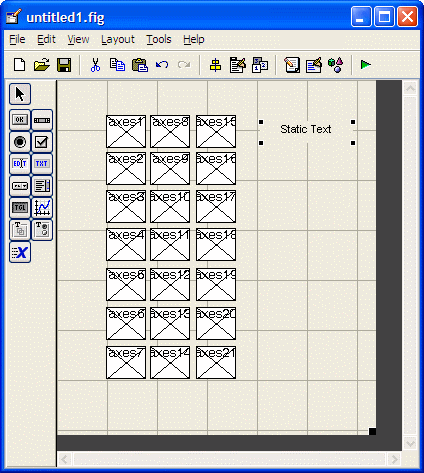 untitled1.fig
File Edit View Layout Tools Help
axes1 axes8 axes15 Static Text
axes2 axes9 axes16
axes3 axes10 axes17
axes4 axes11 axes18
axes5 axes12 axes19
axes6 axes13 axes20
axes7 axes14 axes21
OK
EDIT TXT
TGL
T T
X